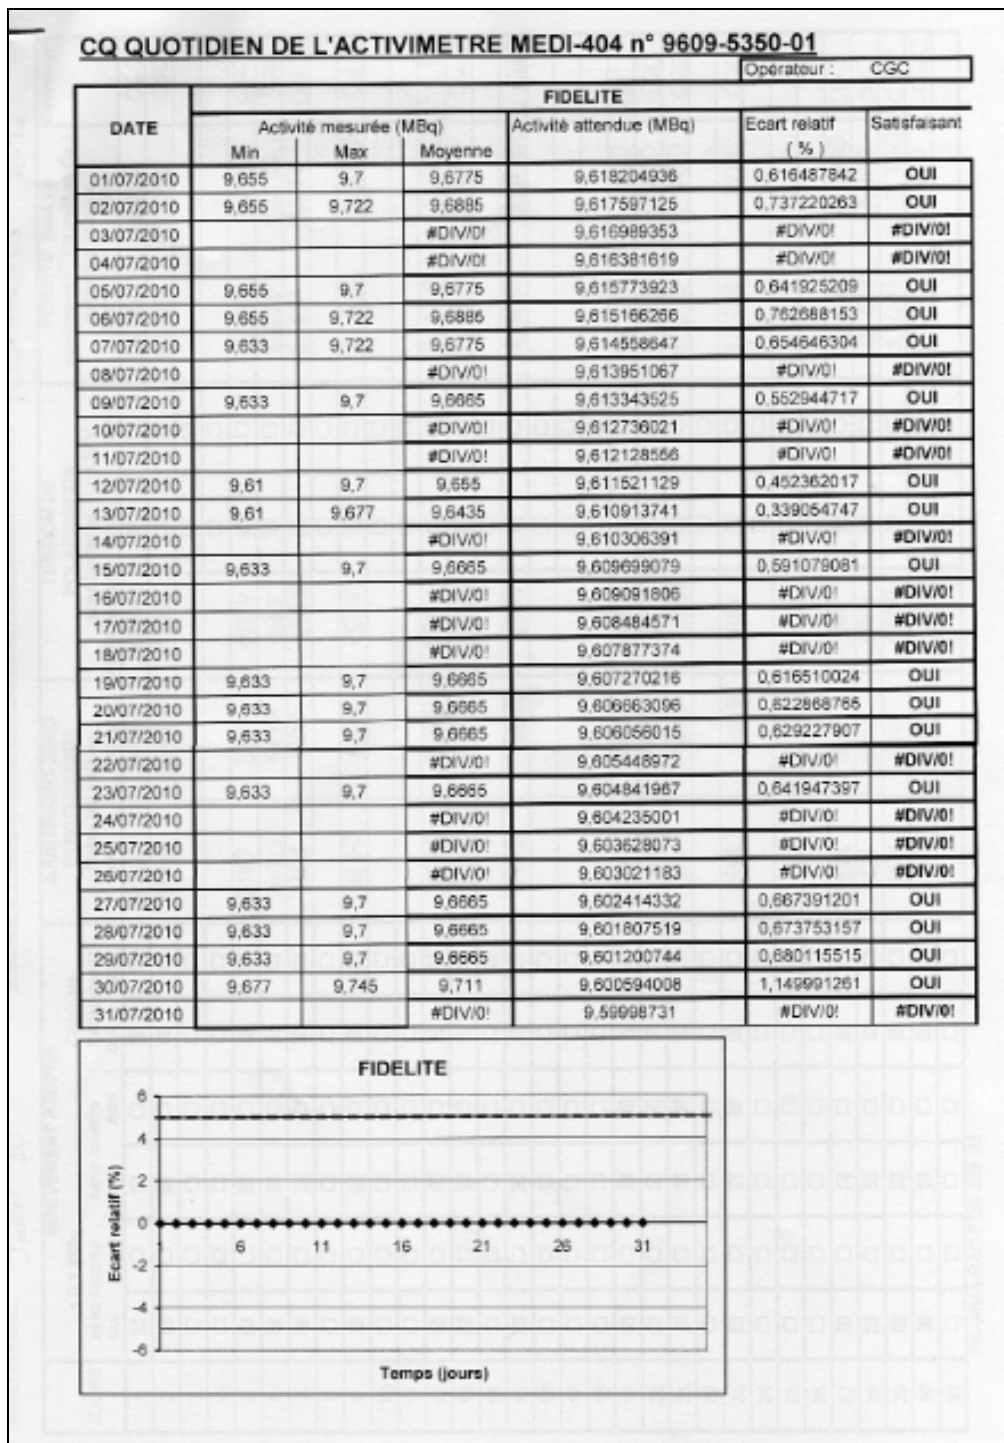 CQ QUOTIDIEN DE L'ACTIVIMETRE MEDI-404 n° 9609-5350-01
Opérateur : CGC
FIDELITE
DATE Activité mesurée (MBq) Activité attendue (MBq) Ecart relatif Satisfaisant
Min Max Moyenne ( % )
01/07/2010 9,655 9,7 9,6775 9,618204936 0,616487842 OUI
02/07/2010 9,655 9,722 9,6885 9,617597125 0,737220263 OUI
03/07/2010 #DIV/0! 9,616989353 #DIV/0! #DIV/0!
04/07/2010 #DIV/0! 9,616381619 #DIV/0! #DIV/0!
05/07/2010 9,655 9,7 9,6775 9,615773923 0,641925209 OUI
06/07/2010 9,655 9,722 9,6885 9,615166266 0,762688153 OUI
07/07/2010 9,633 9,722 9,6775 9,614558647 0,654646304 OUI
08/07/2010 #DIV/0! 9,613951067 #DIV/0! #DIV/0!
09/07/2010 9,633 9,7 9,6665 9,613343525 0,552944717 OUI
10/07/2010 #DIV/0! 9,612736021 #DIV/0! #DIV/0!
11/07/2010 #DIV/0! 9,612128556 #DIV/0! #DIV/0!
12/07/2010 9,61 9,7 9,655 9,611521129 0,452362017 OUI
13/07/2010 9,61 9,677 9,6435 9,610913741 0,339054747 OUI
14/07/2010 #DIV/0! 9,610306391 #DIV/0! #DIV/0!
15/07/2010 9,633 9,7 9,6665 9,609699079 0,591079081 OUI
16/07/2010 #DIV/0! 9,609091806 #DIV/0! #DIV/0!
17/07/2010 #DIV/0! 9,608484571 #DIV/0! #DIV/0!
18/07/2010 #DIV/0! 9,607877374 #DIV/0! #DIV/0!
19/07/2010 9,633 9,7 9,6665 9,607270216 0,616510024 OUI
20/07/2010 9,633 9,7 9,6665 9,606663096 0,622868765 OUI
21/07/2010 9,633 9,7 9,6665 9,606056015 0,629227907 OUI
22/07/2010 #DIV/0! 9,605448972 #DIV/0! #DIV/0!
23/07/2010 9,633 9,7 9,6665 9,604841967 0,641947397 OUI
24/07/2010 #DIV/0! 9,604235001 #DIV/0! #DIV/0!
25/07/2010 #DIV/0! 9,603628073 #DIV/0! #DIV/0!
26/07/2010 #DIV/0! 9,603021183 #DIV/0! #DIV/0!
27/07/2010 9,633 9,7 9,6665 9,602414332 0,667391201 OUI
28/07/2010 9,633 9,7 9,6665 9,601807519 0,673753157 OUI
29/07/2010 9,633 9,7 9,6665 9,601200744 0,680115515 OUI
30/07/2010 9,677 9,745 9,711 9,600594008 1,149991261 OUI
31/07/2010 #DIV/0! 9,59998731 #DIV/0! #DIV/0!
FIDELITE
Ecart relatif (%)
6
4
2
0
-2
-4
-6
1 6 11 16 21 26 31
Temps (jours)